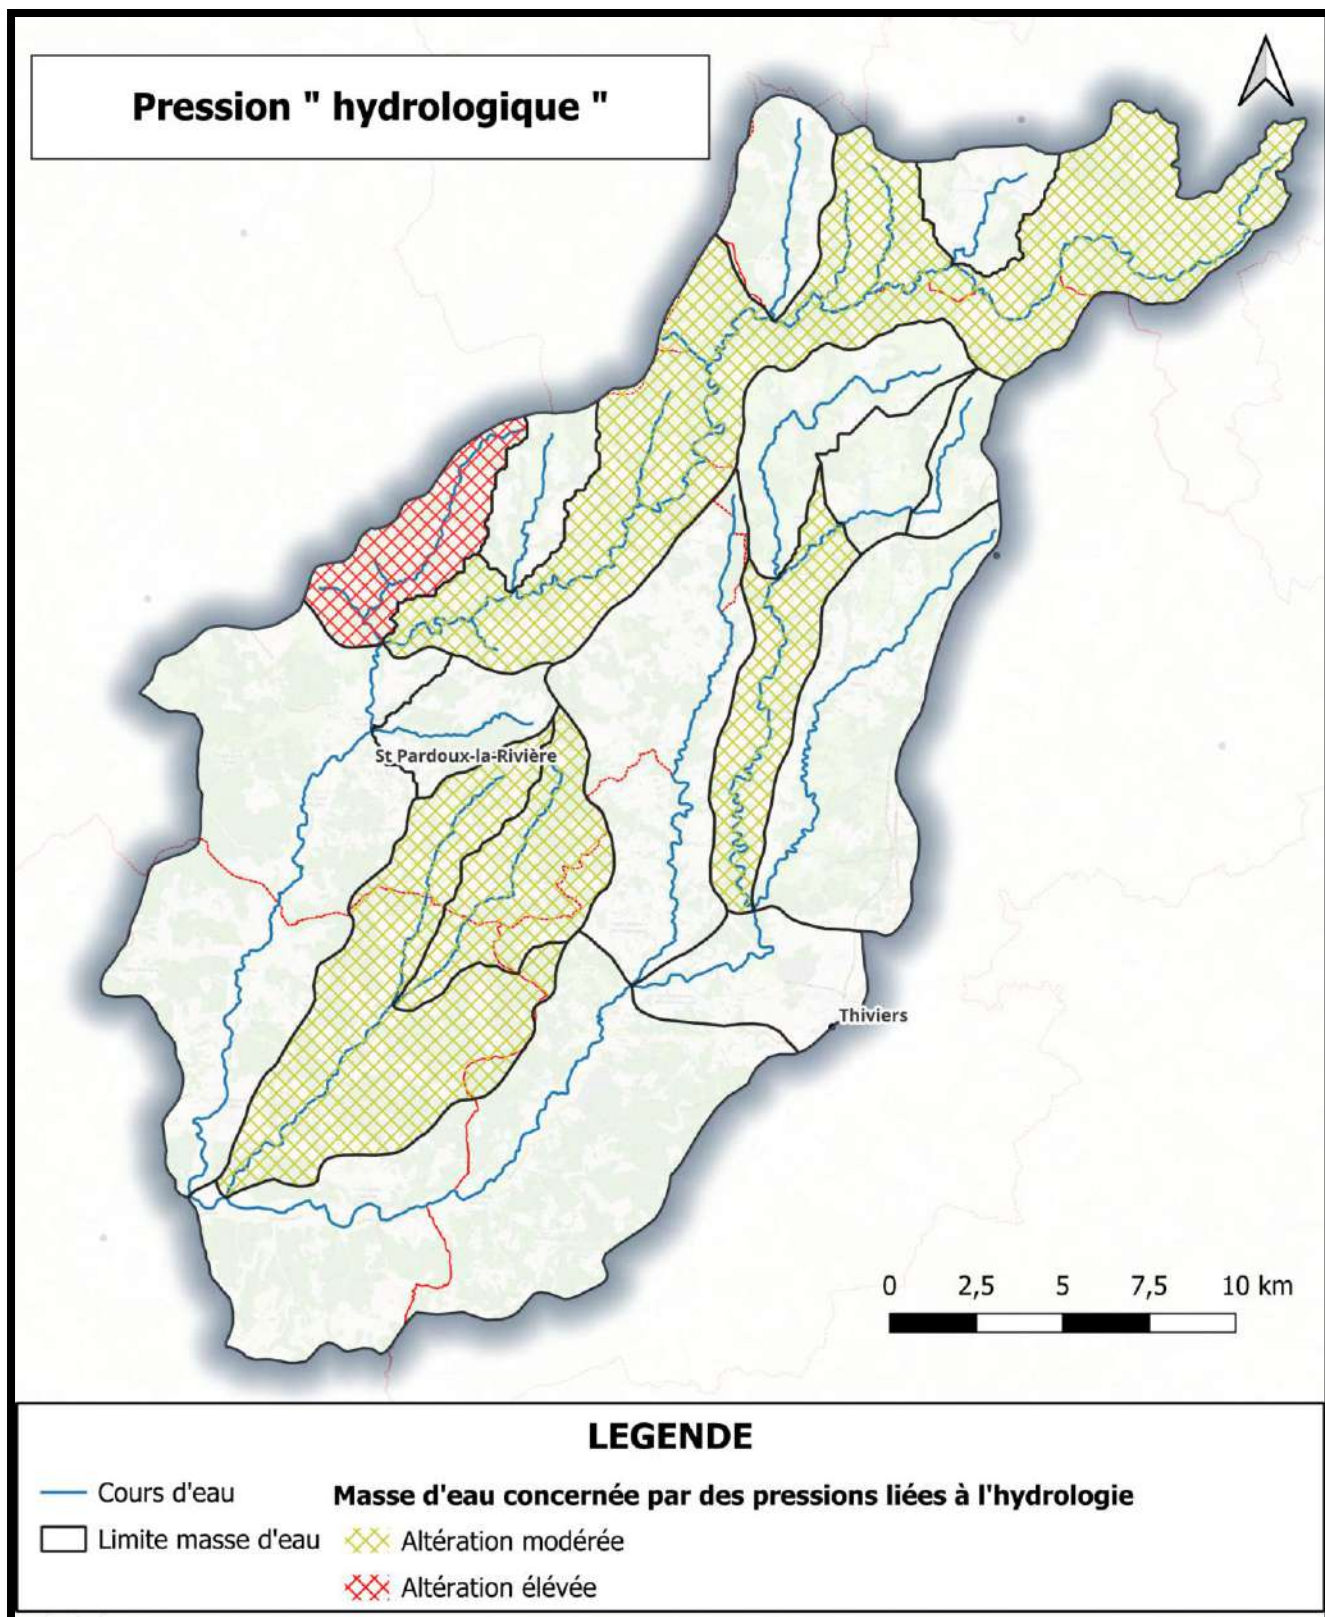 Pression " hydrologique "
St Pardoux-la-Rivière
Thiviers
0 2,5 5 7,5 10 km
LEGENDE
Cours d'eau
Masse d'eau concernée par des pressions liées à l'hydrologie
Limite masse d'eau
Altération modérée
Altération élévée